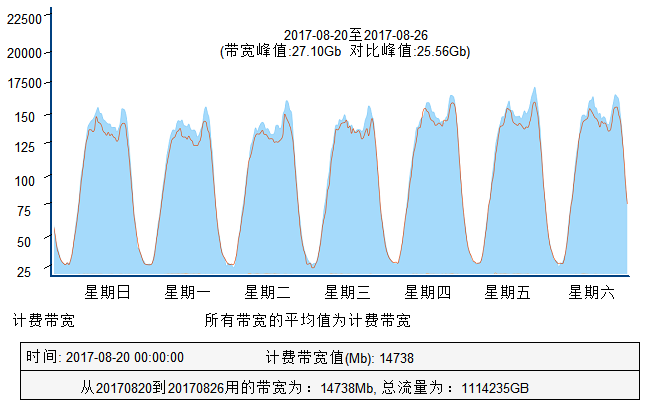 2017-08-20至2017-08-26
(带宽峰值:27.10Gb 对比峰值:25.56Gb)
22500
20000
17500
150
125
100
75
50
25
星期日 星期一 星期二 星期三 星期四 星期五 星期六
计费带宽 所有带宽的平均值为计费带宽
时间: 2017-08-20 00:00:00 计费带宽值(Mb): 14738
从20170820到20170826用的带宽为：14738Mb, 总流量为：1114235GB